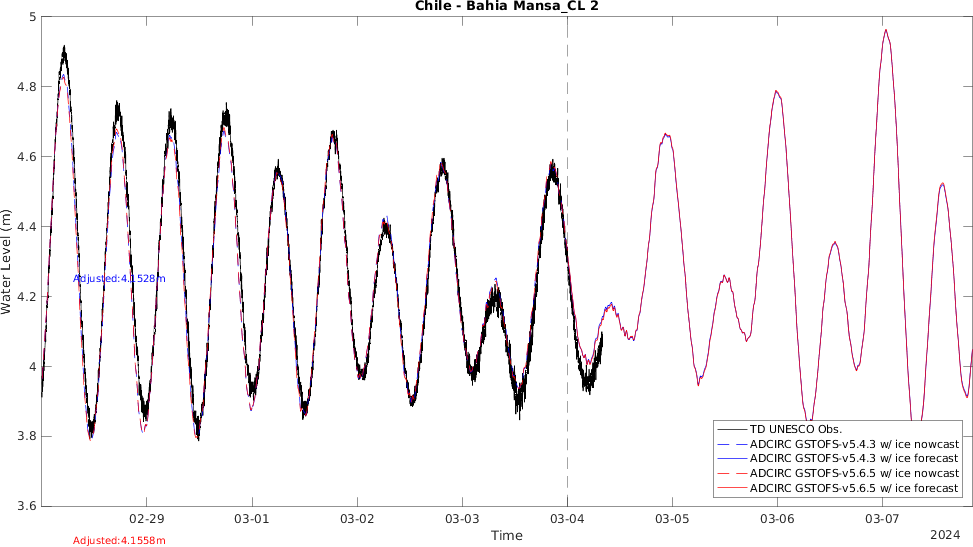 Chile - Bahia Mansa_CL 2
5
4.8
4.6
4.4
4.2
4
3.8
3.6
Water Level (m)
Adjusted:4.1528m
TD UNESCO Obs.
ADCIRC GSTOFS-v5.4.3 w/ ice nowcast
ADCIRC GSTOFS-v5.4.3 w/ ice forecast
ADCIRC GSTOFS-v5.6.5 w/ ice nowcast
ADCIRC GSTOFS-v5.6.5 w/ ice forecast
02-29 03-01 03-02 03-03 03-04 03-05 03-06 03-07
Time
2024
Adjusted:4.1558m